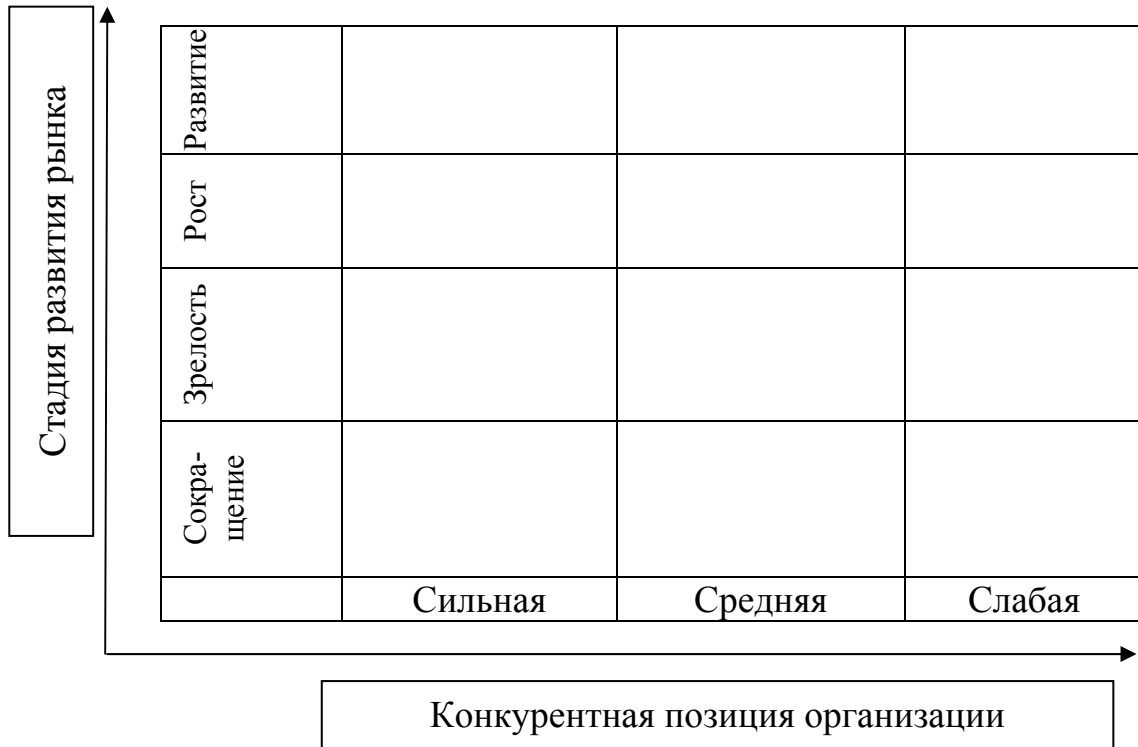 Стадия развития рынка
Развитие
Рост
Зрелость
Сокра-
щение
Сильная
Средняя
Слабая
Конкурентная позиция организации